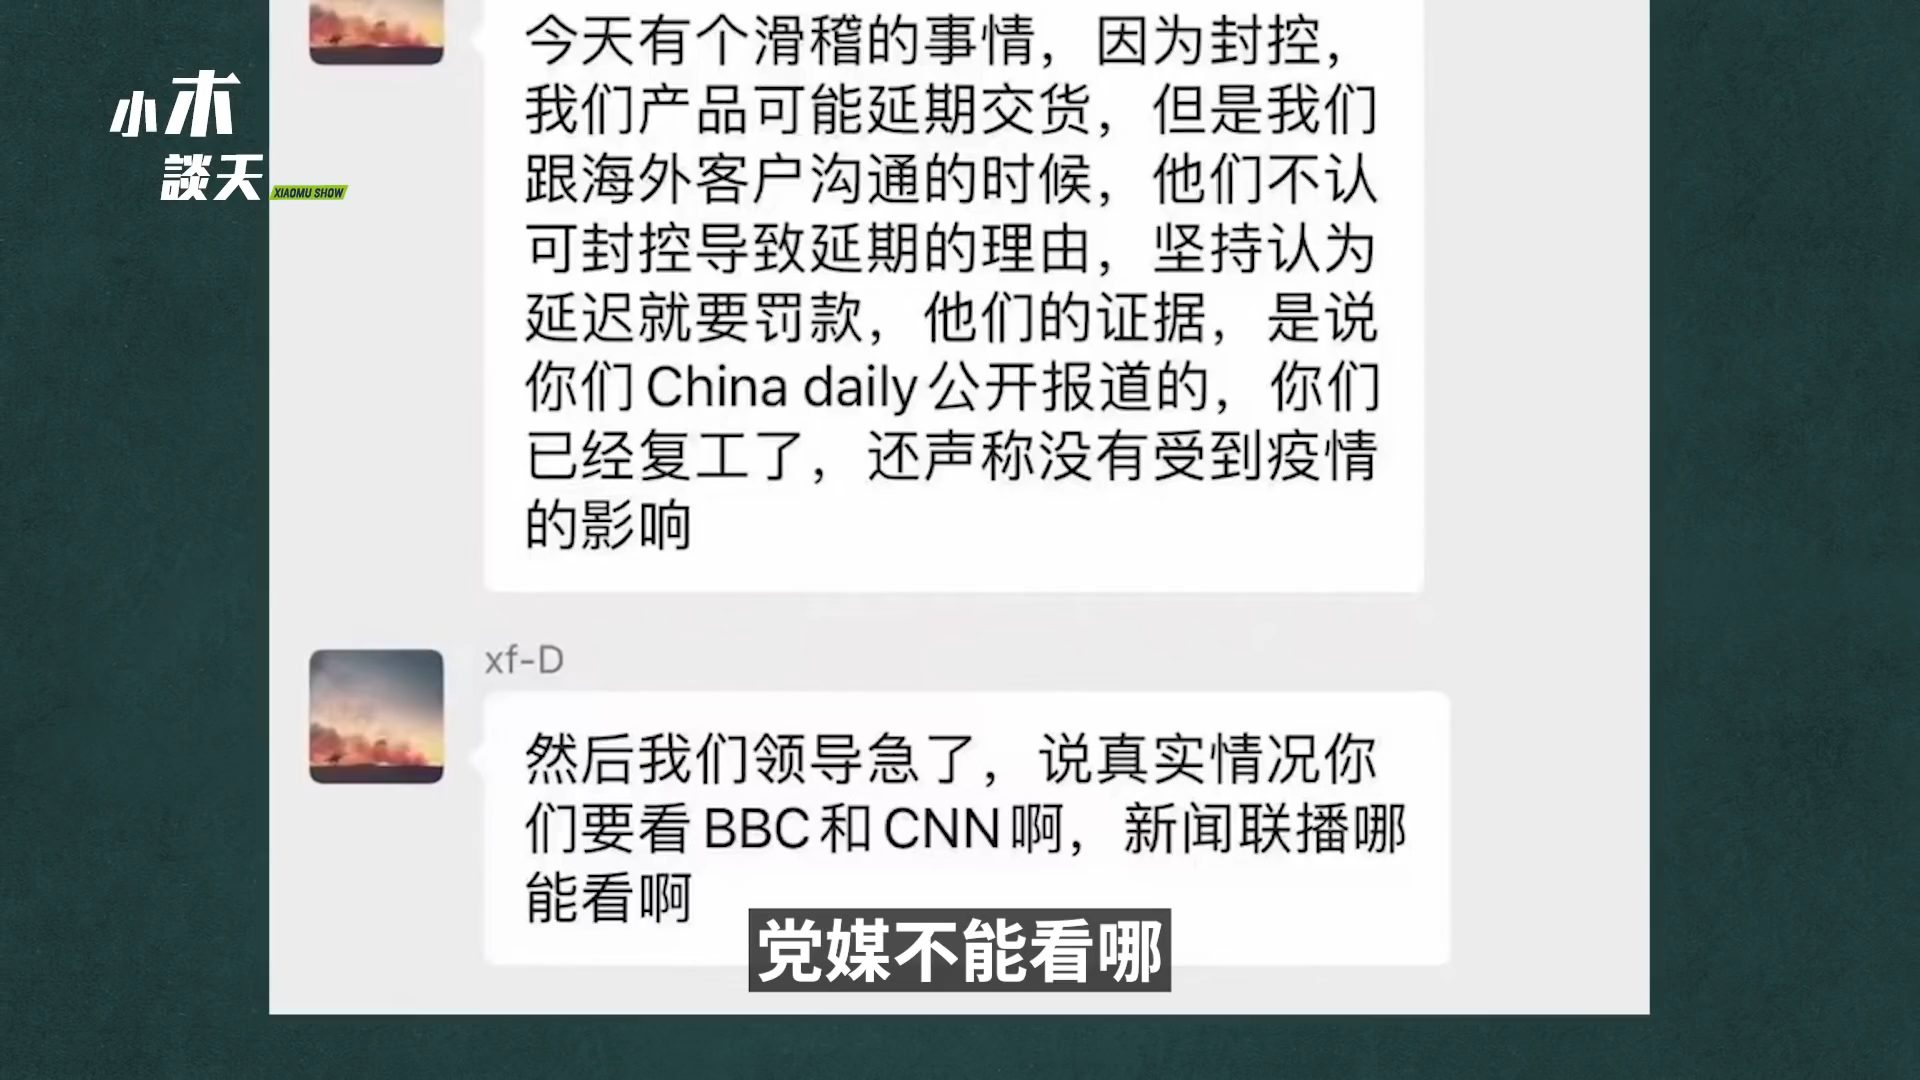 小木
談天
XIAOMU SHOW
今天有个滑稽的事情，因为封控，
我们产品可能延期交货，但是我们
跟海外客户沟通的时候，他们不认
可封控导致延期的理由，坚持认为
延迟就要罚款，他们的证据，是说
你们China daily公开报道的，你们
已经复工了，还声称没有受到疫情
的影响
xf-D
然后我们领导急了，说真实情况你
们要看BBC和CNN啊，新闻联播哪
能看啊
党媒不能看哪